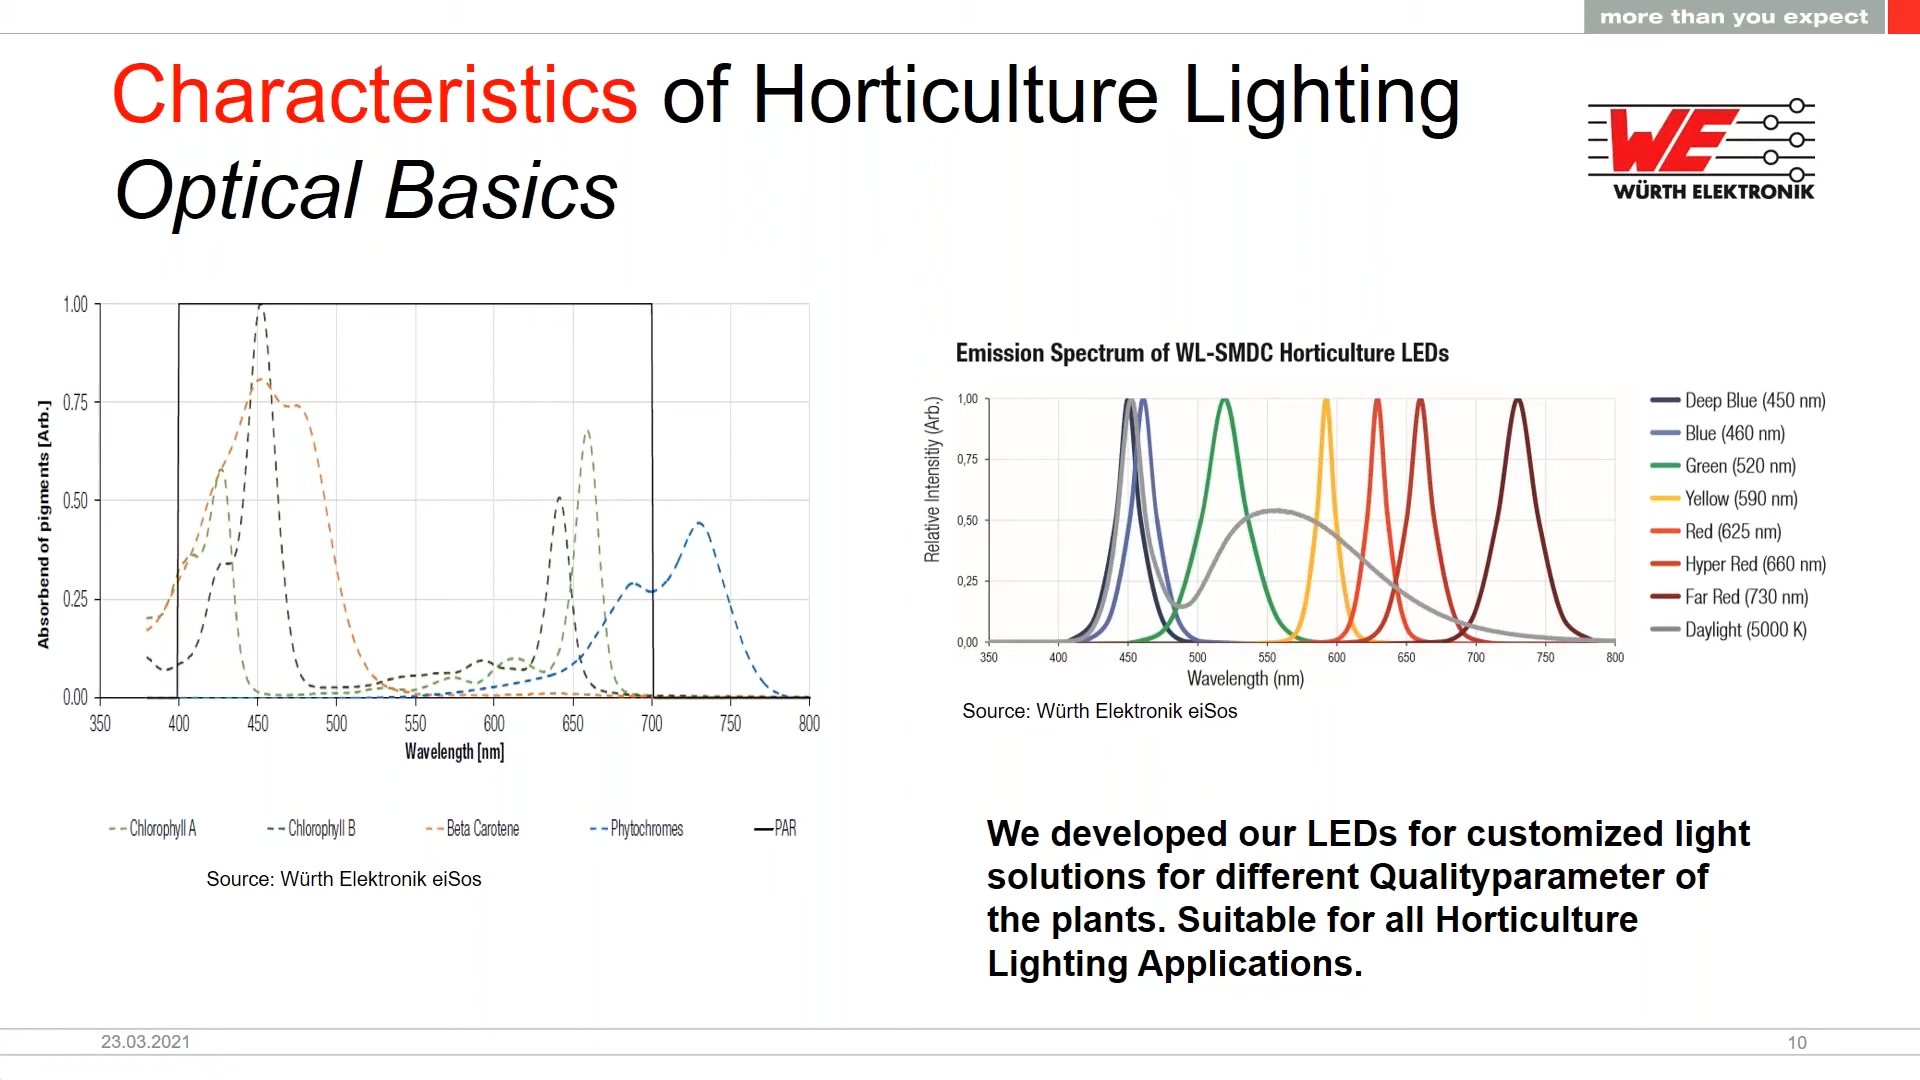 more than you expect
Characteristics of Horticulture Lighting
Optical Basics
WE
WÜRTH ELEKTRONIK
Absorbend of pigments [Arb.]
1.00
0.75
0.50
0.25
0.00
350 400 450 500 550 600 650 700 750 800
Wavelength [nm]
Chlorophyll A Chlorophyll B Beta Carotene Phytochromes PAR
Source: Würth Elektronik eiSos
Emission Spectrum of WL-SMDC Horticulture LEDs
Relative Intensitiy (Arb.)
1,00
0,75
0,50
0,25
0,00
350 400 450 500 550 600 650 700 750 800
Wavelength (nm)
Deep Blue (450 nm)
Blue (460 nm)
Green (520 nm)
Yellow (590 nm)
Red (625 nm)
Hyper Red (660 nm)
Far Red (730 nm)
Daylight (5000 K)
Source: Würth Elektronik eiSos
We developed our LEDs for customized light
solutions for different Qualityparameter of
the plants. Suitable for all Horticulture
Lighting Applications.
23.03.2021
10